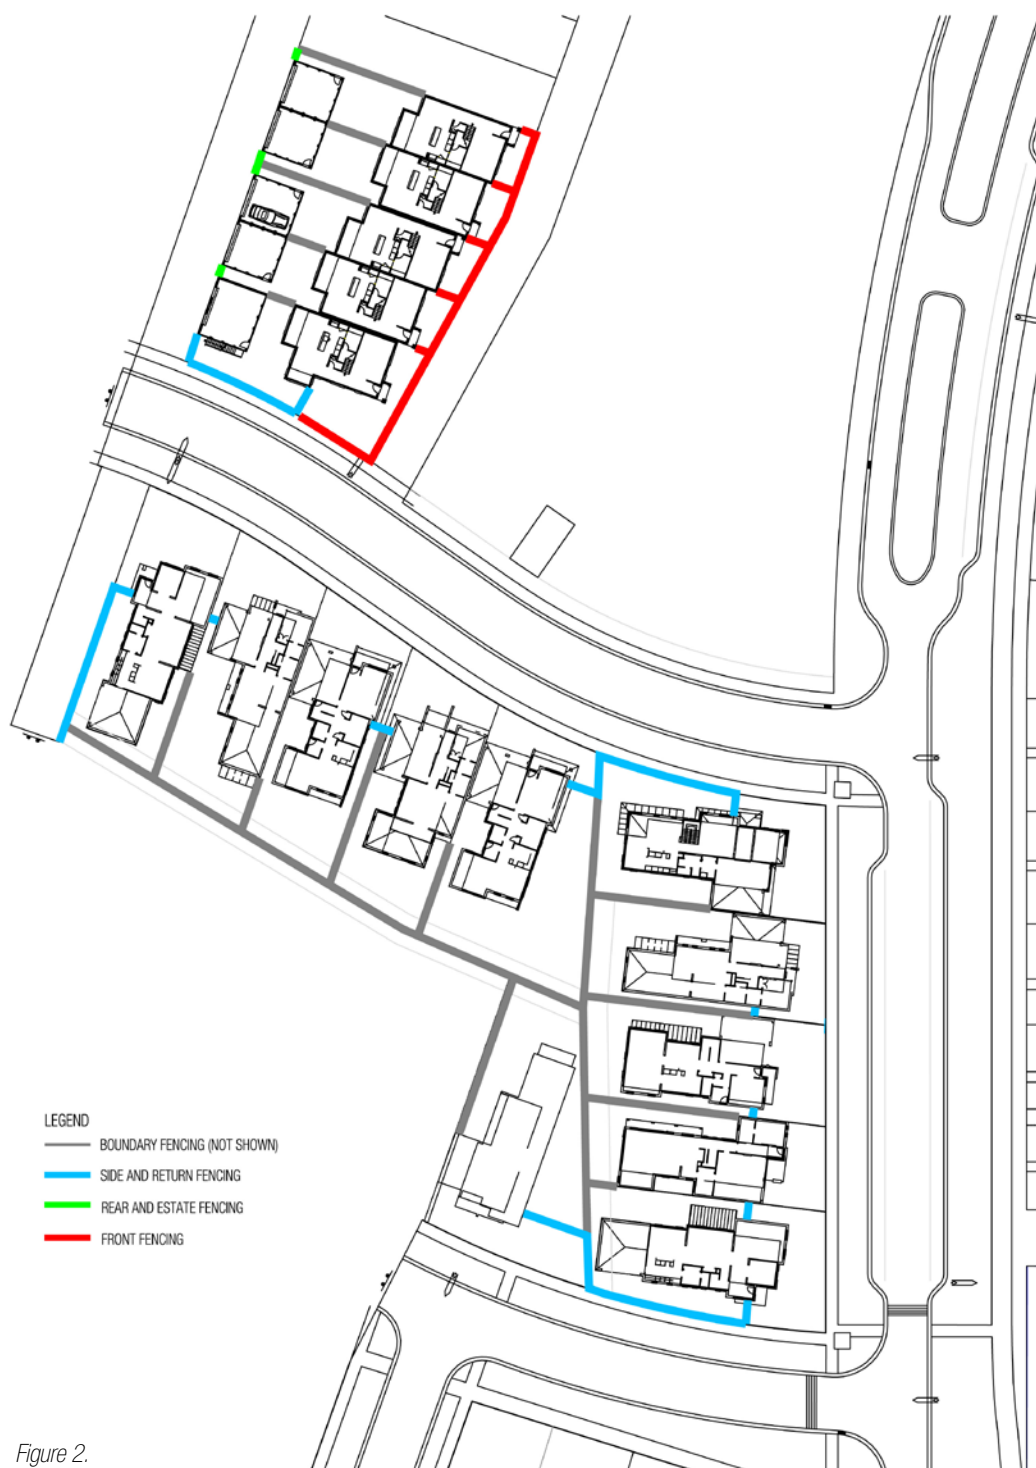 LEGEND
BOUNDARY FENCING (NOT SHOWN)
SIDE AND RETURN FENCING
REAR AND ESTATE FENCING
FRONT FENCING
Figure 2.